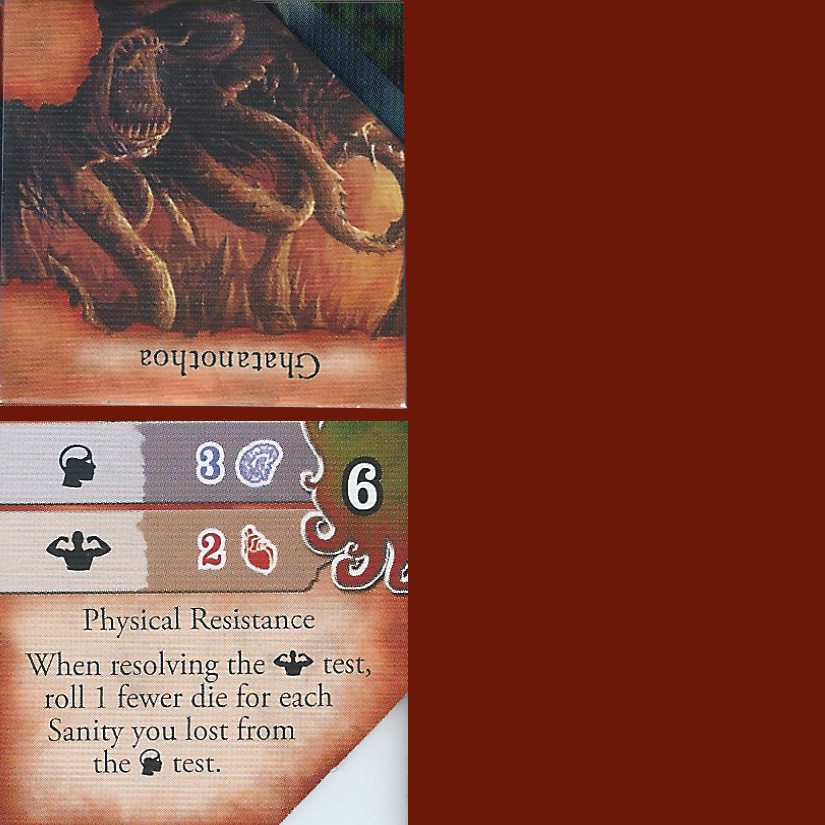 Ghatanothoa
3
6
2
Physical Resistance
When resolving the test,
roll 1 fewer die for each
Sanity you lost from
the test.